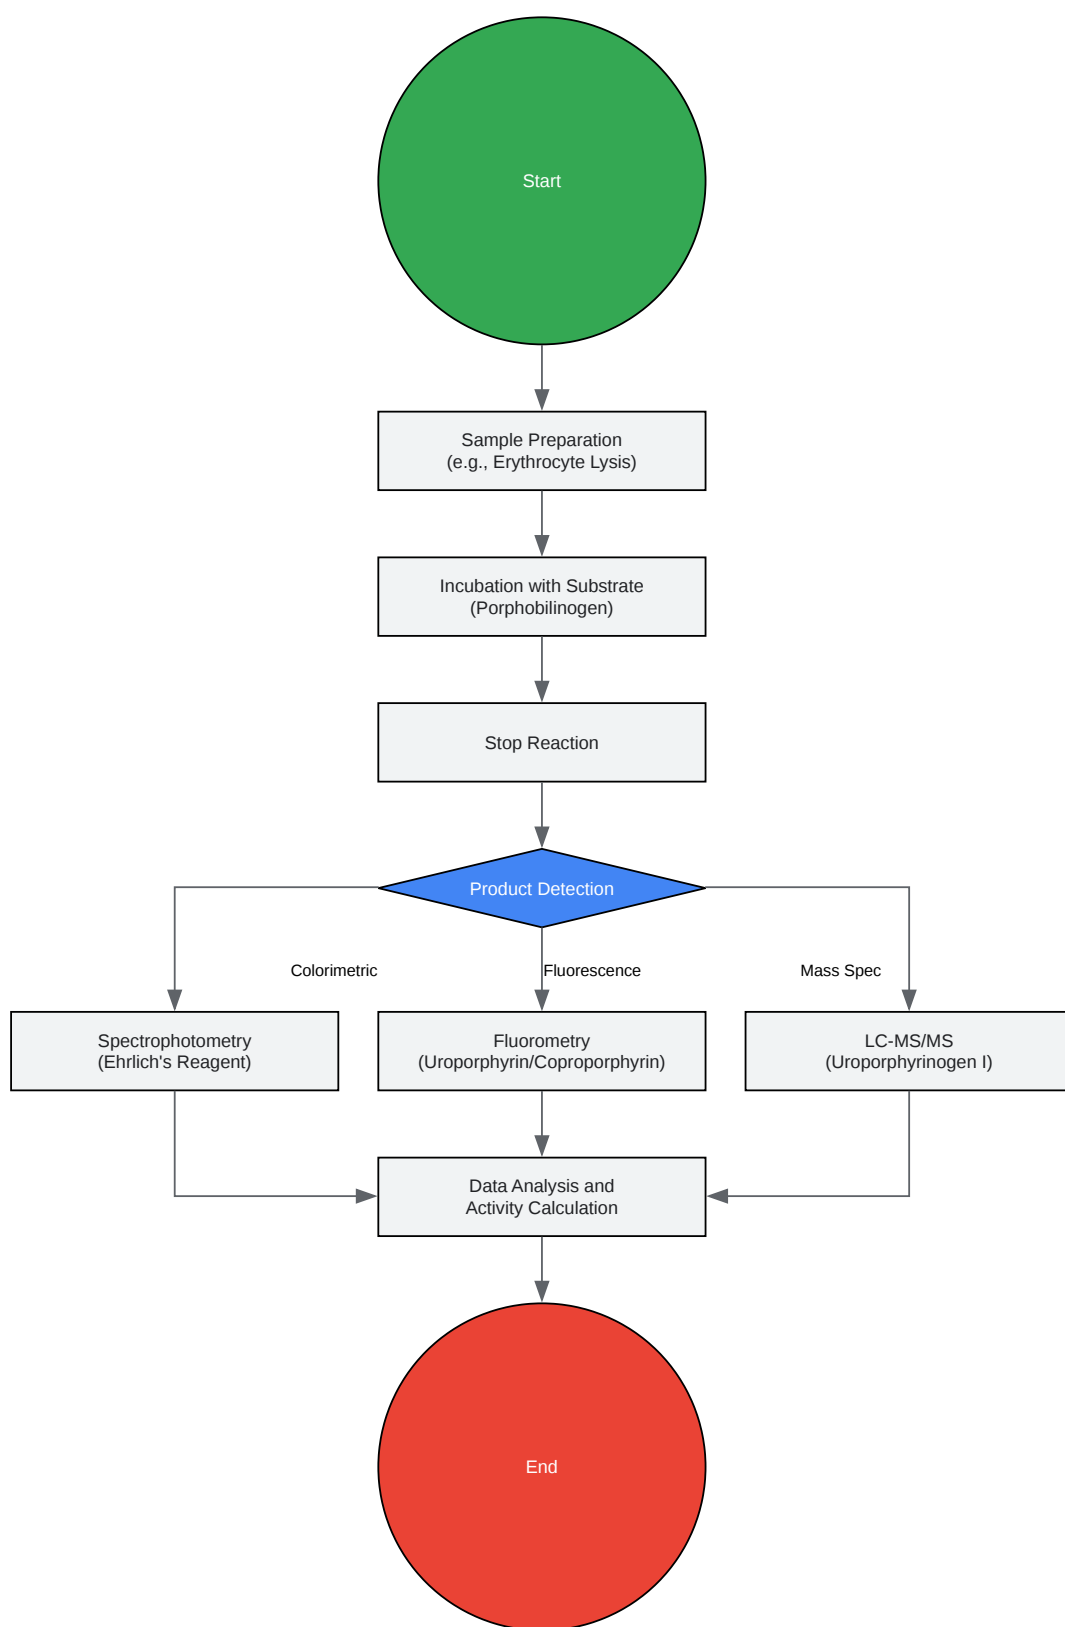 Start
Sample Preparation
(e.g., Erythrocyte Lysis)
Incubation with Substrate
(Porphobilinogen)
Stop Reaction
Product Detection
Colorimetric
Fluorescence
Mass Spec
Spectrophotometry
(Ehrlich's Reagent)
Fluorometry
(Uroporphyrin/Coproporphyrin)
LC-MS/MS
(Uroporphyrinogen I)
Data Analysis and
Activity Calculation
End